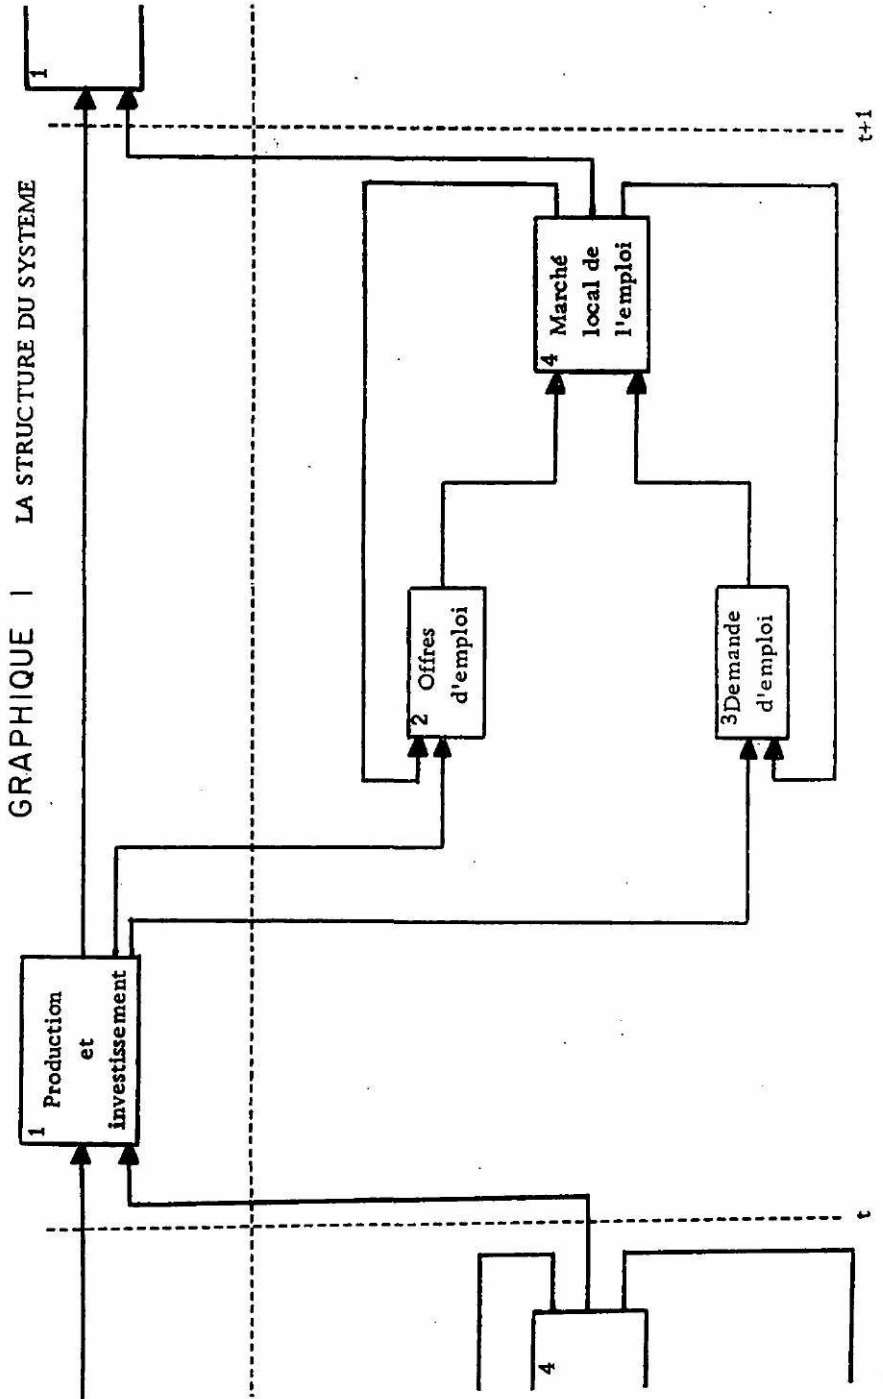 GRAPHIQUE I LA STRUCTURE DU SYSTEME
1
Production
et
investissement
2 Offres
d'emploi
3Demande
d'emploi
4 Marché
local de
l'emploi
1
4
t
t+1